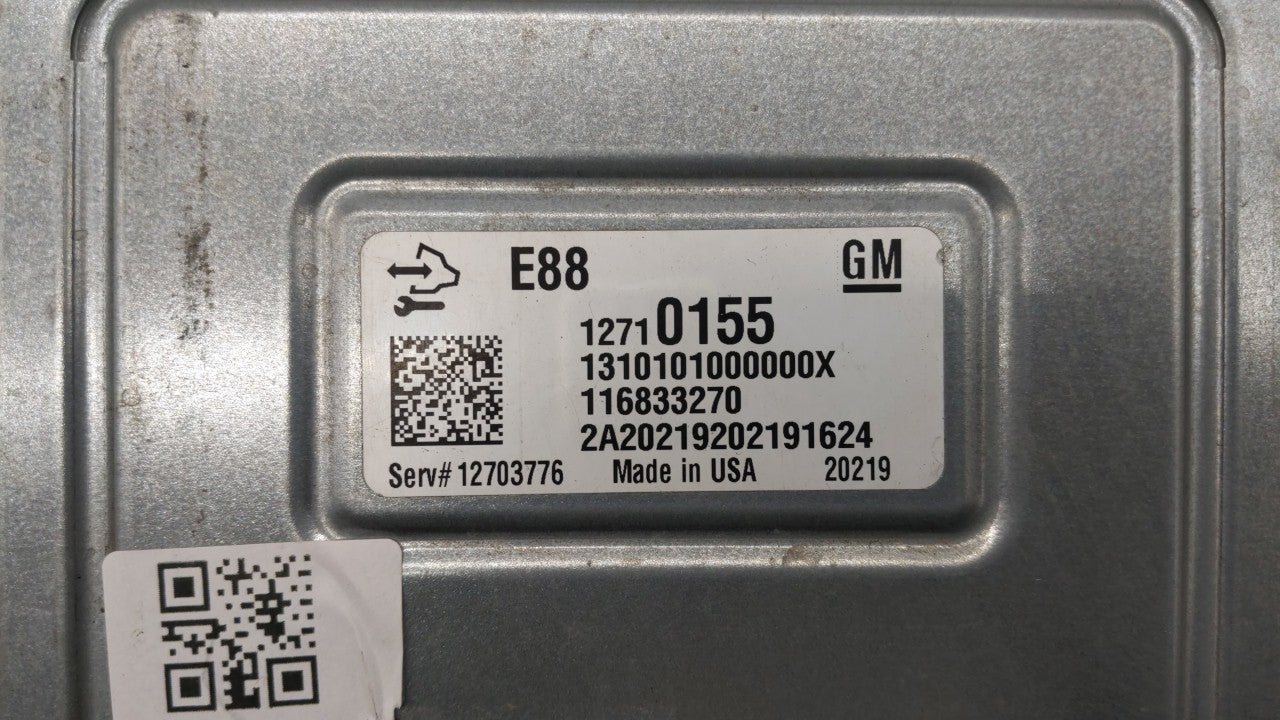 E88 GM
12710155
1310101000000X
116833270
2A20219202191624
Serv# 12703776 Made in USA 20219